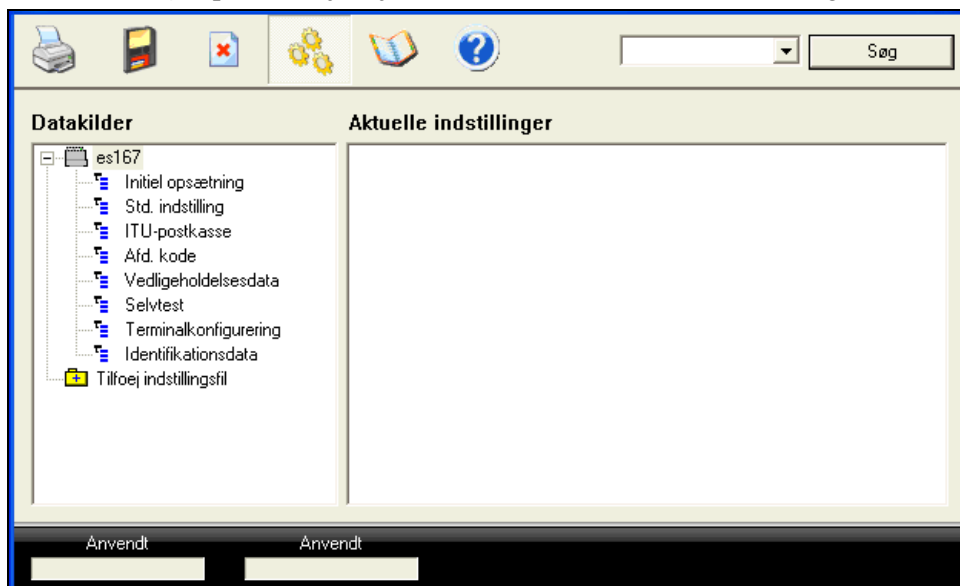 Søg
Datakilder
Aktuelle indstillinger
es167
Initiel opsætning
Std. indstilling
ITU-postkasse
Afd. kode
Vedligeholdelsesdata
Selvtest
Terminalkonfigurering
Identifikationsdata
Tilfoej indstillingsfil
Anvendt
Anvendt